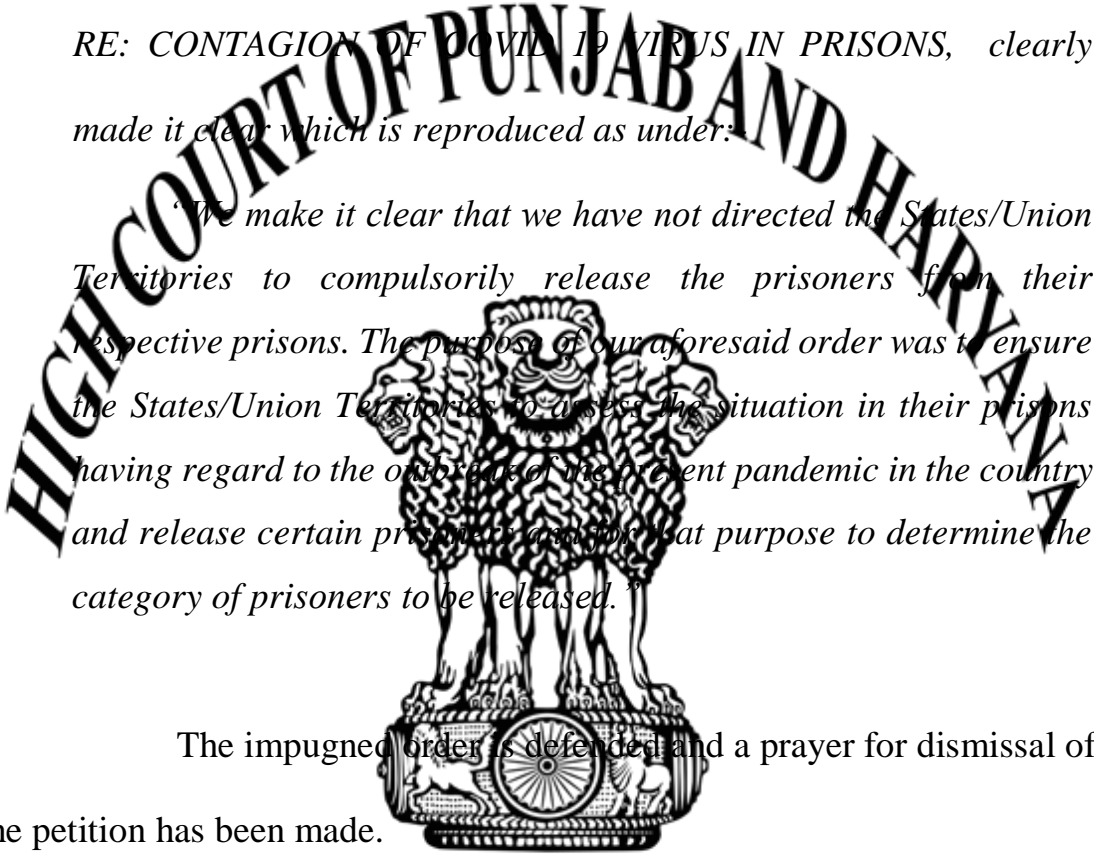 RE: CONTAGION OF COVID 19 VIRUS IN PRISONS, clearly
made it clear which is reproduced as under:-
“We make it clear that we have not directed the States/Union
Territories to compulsorily release the prisoners from their
respective prisons. The purpose of our aforesaid order was to ensure
the States/Union Territories to assess the situation in their prisons
having regard to the outbreak of the present pandemic in the country
and release certain prisoners and for that purpose to determine the
category of prisoners to be released.”
The impugned order is defended and a prayer for dismissal of
he petition has been made.
HIGH COURT OF PUNJAB AND HARYANA